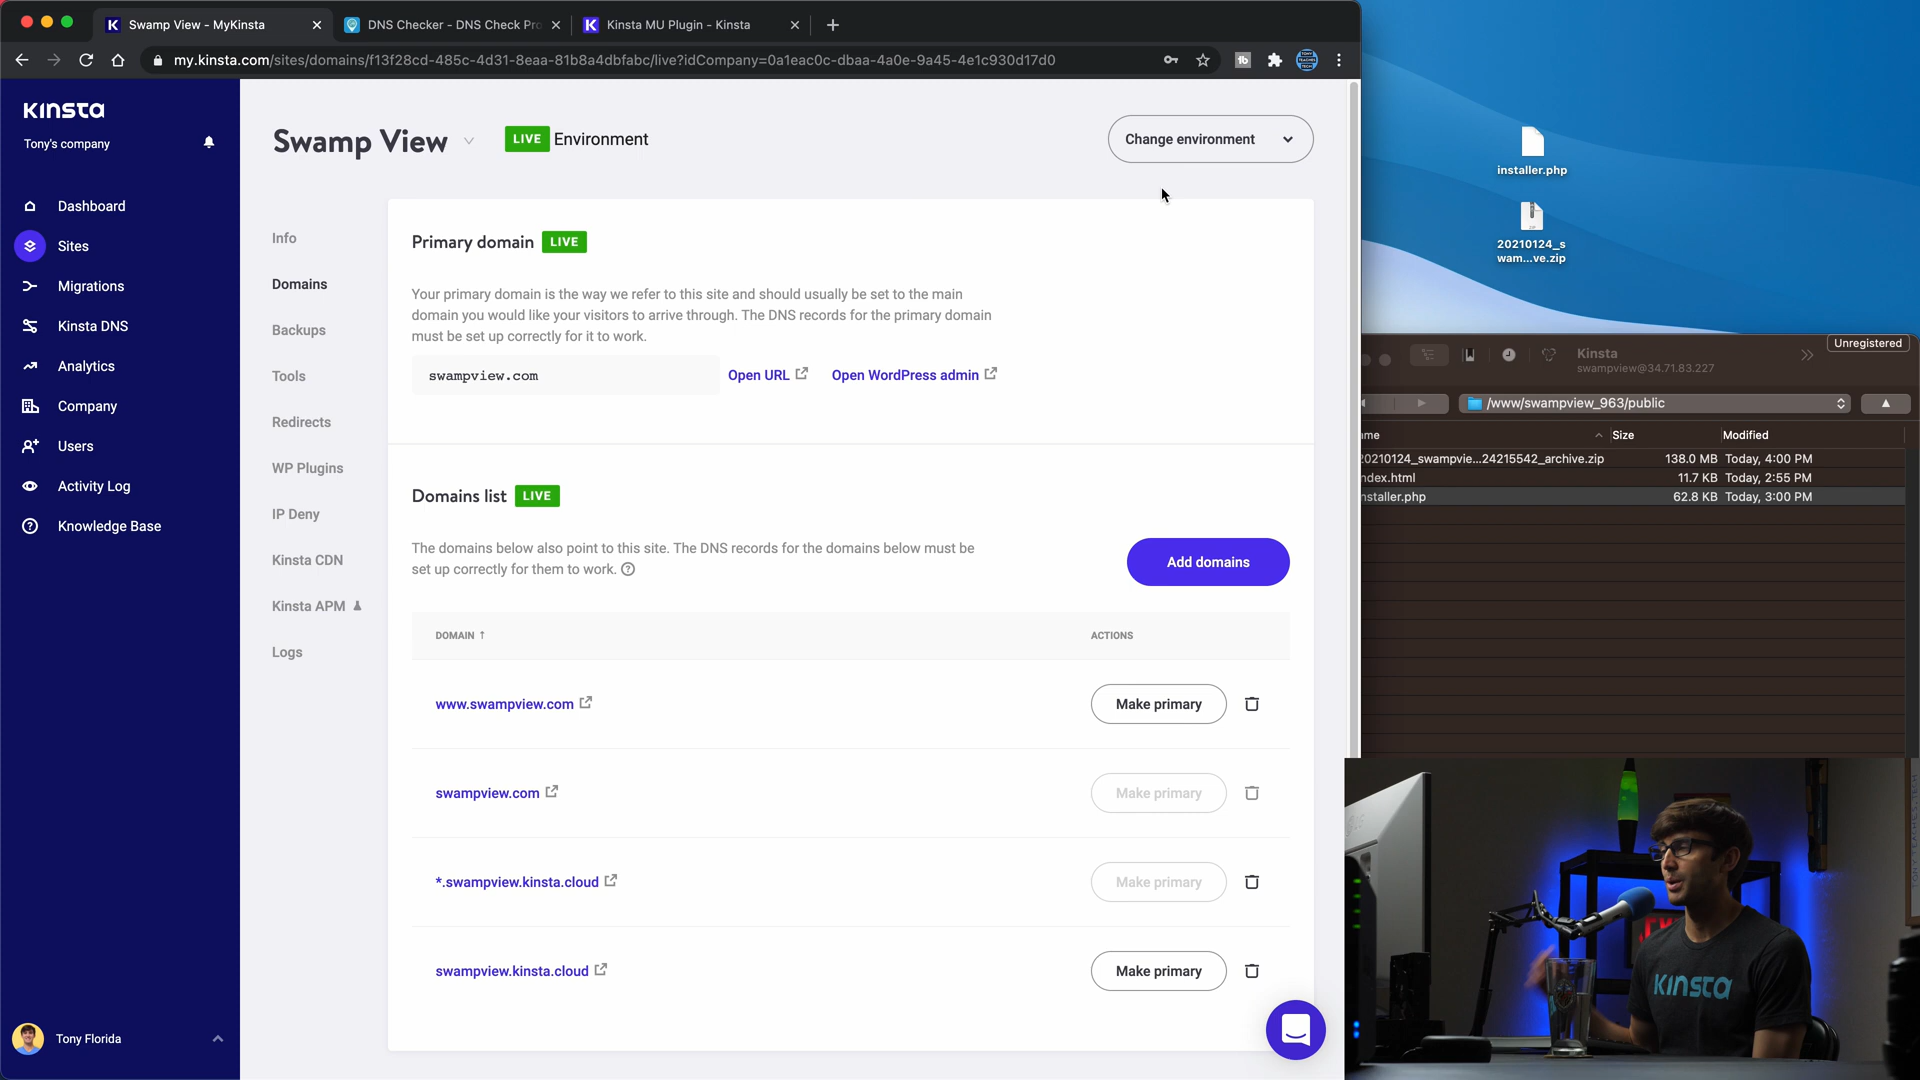 Swamp View - MyKinsta
DNS Checker - DNS Check Pro
Kinsta MU Plugin - Kinsta
my.kinsta.com/sites/domains/f13f28cd-485c-4d31-8eaa-81b8a4dbfabc/live?idCompany=0a1eac0c-dbaa-4a0e-9a45-4e1c930d17d0
KINSTA
Tony's company
Dashboard
Sites
Migrations
Kinsta DNS
Analytics
Company
Users
Activity Log
Knowledge Base
Tony Florida
Swamp View
LIVE Environment
Change environment
Info
Domains
Backups
Tools
Redirects
WP Plugins
IP Deny
Kinsta CDN
Kinsta APM
Logs
Primary domain LIVE
Your primary domain is the way we refer to this site and should usually be set to the main
domain you would like your visitors to arrive through. The DNS records for the primary domain
must be set up correctly for it to work.
swampview.com
Open URL
Open WordPress admin
Domains list LIVE
The domains below also point to this site. The DNS records for the domains below must be
set up correctly for them to work.
Add domains
DOMAIN ↑
ACTIONS
www.swampview.com
Make primary
swampview.com
Make primary
*.swampview.kinsta.cloud
Make primary
swampview.kinsta.cloud
Make primary
installer.php
ZIP
20210124_s
wam...ve.zip
Unregistered
Kinsta
swampview@34.71.83.227
/www/swampview_963/public
me
Size
Modified
20210124_swampvie...24215542_archive.zip 138.0 MB Today, 4:00 PM
ndex.html 11.7 KB Today, 2:55 PM
nstaller.php 62.8 KB Today, 3:00 PM
KINSTA